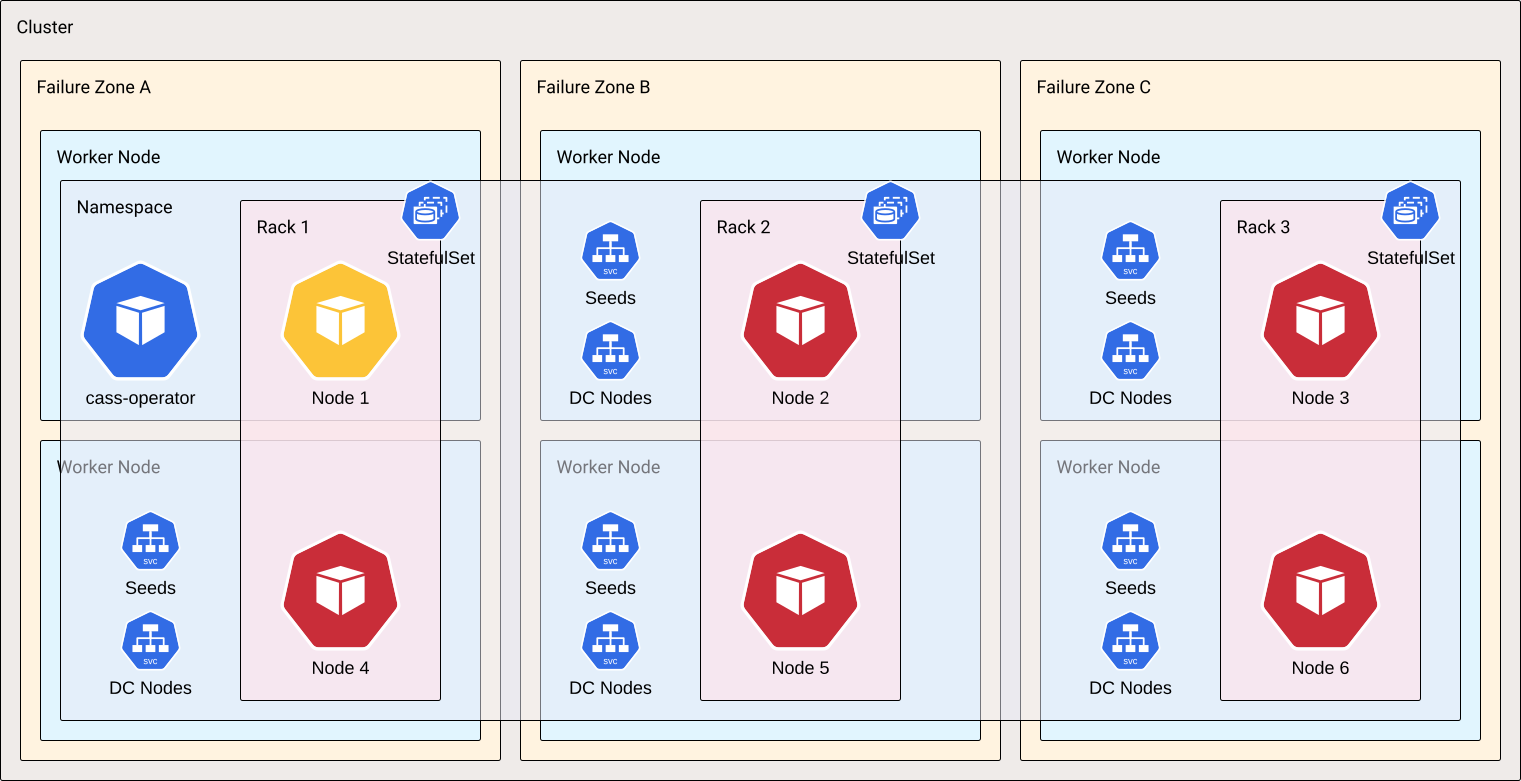 Cluster
Failure Zone A
Failure Zone B
Failure Zone C
Worker Node
Worker Node
Worker Node
Namespace
Rack 1
StatefulSet
Rack 2
StatefulSet
Rack 3
StatefulSet
svc
Seeds
svc
Seeds
svc
DC Nodes
svc
DC Nodes
cass-operator
Node 1
Node 2
Node 3
Worker Node
Worker Node
Worker Node
svc
Seeds
svc
Seeds
svc
Seeds
svc
DC Nodes
svc
DC Nodes
svc
DC Nodes
Node 4
Node 5
Node 6